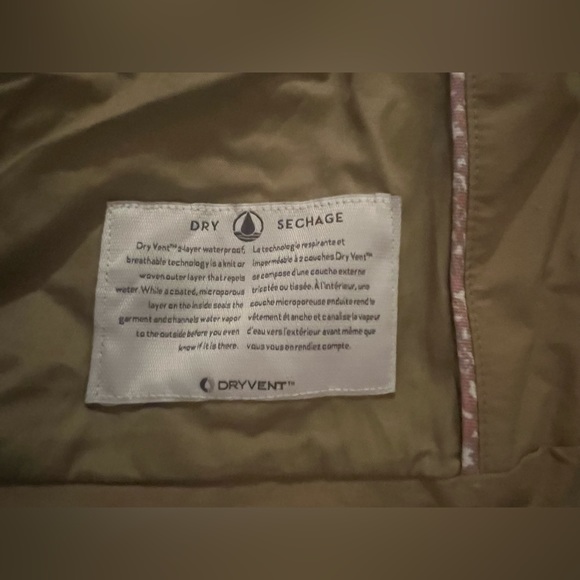 DRY SECHAGE
Dry Vent™ 2-layer waterproof,
breathable technology is a knit or
woven outer layer that repels
water. While a coated, microporous
layer on the inside seals the
garment and channels water vapor
to the outside before you even
know if it is there.
La technologie respirante et
imperméable à 2 couches Dry Vent™
se compose d'une couche externe
tricotée ou tissée. À l'intérieur, une
couche microporeuse enduite rend le
vêtement étanche et canalise la vapeur
d'eau vers l'extérieur avant même que
vous vous en rendiez compte.
DRYVENT™